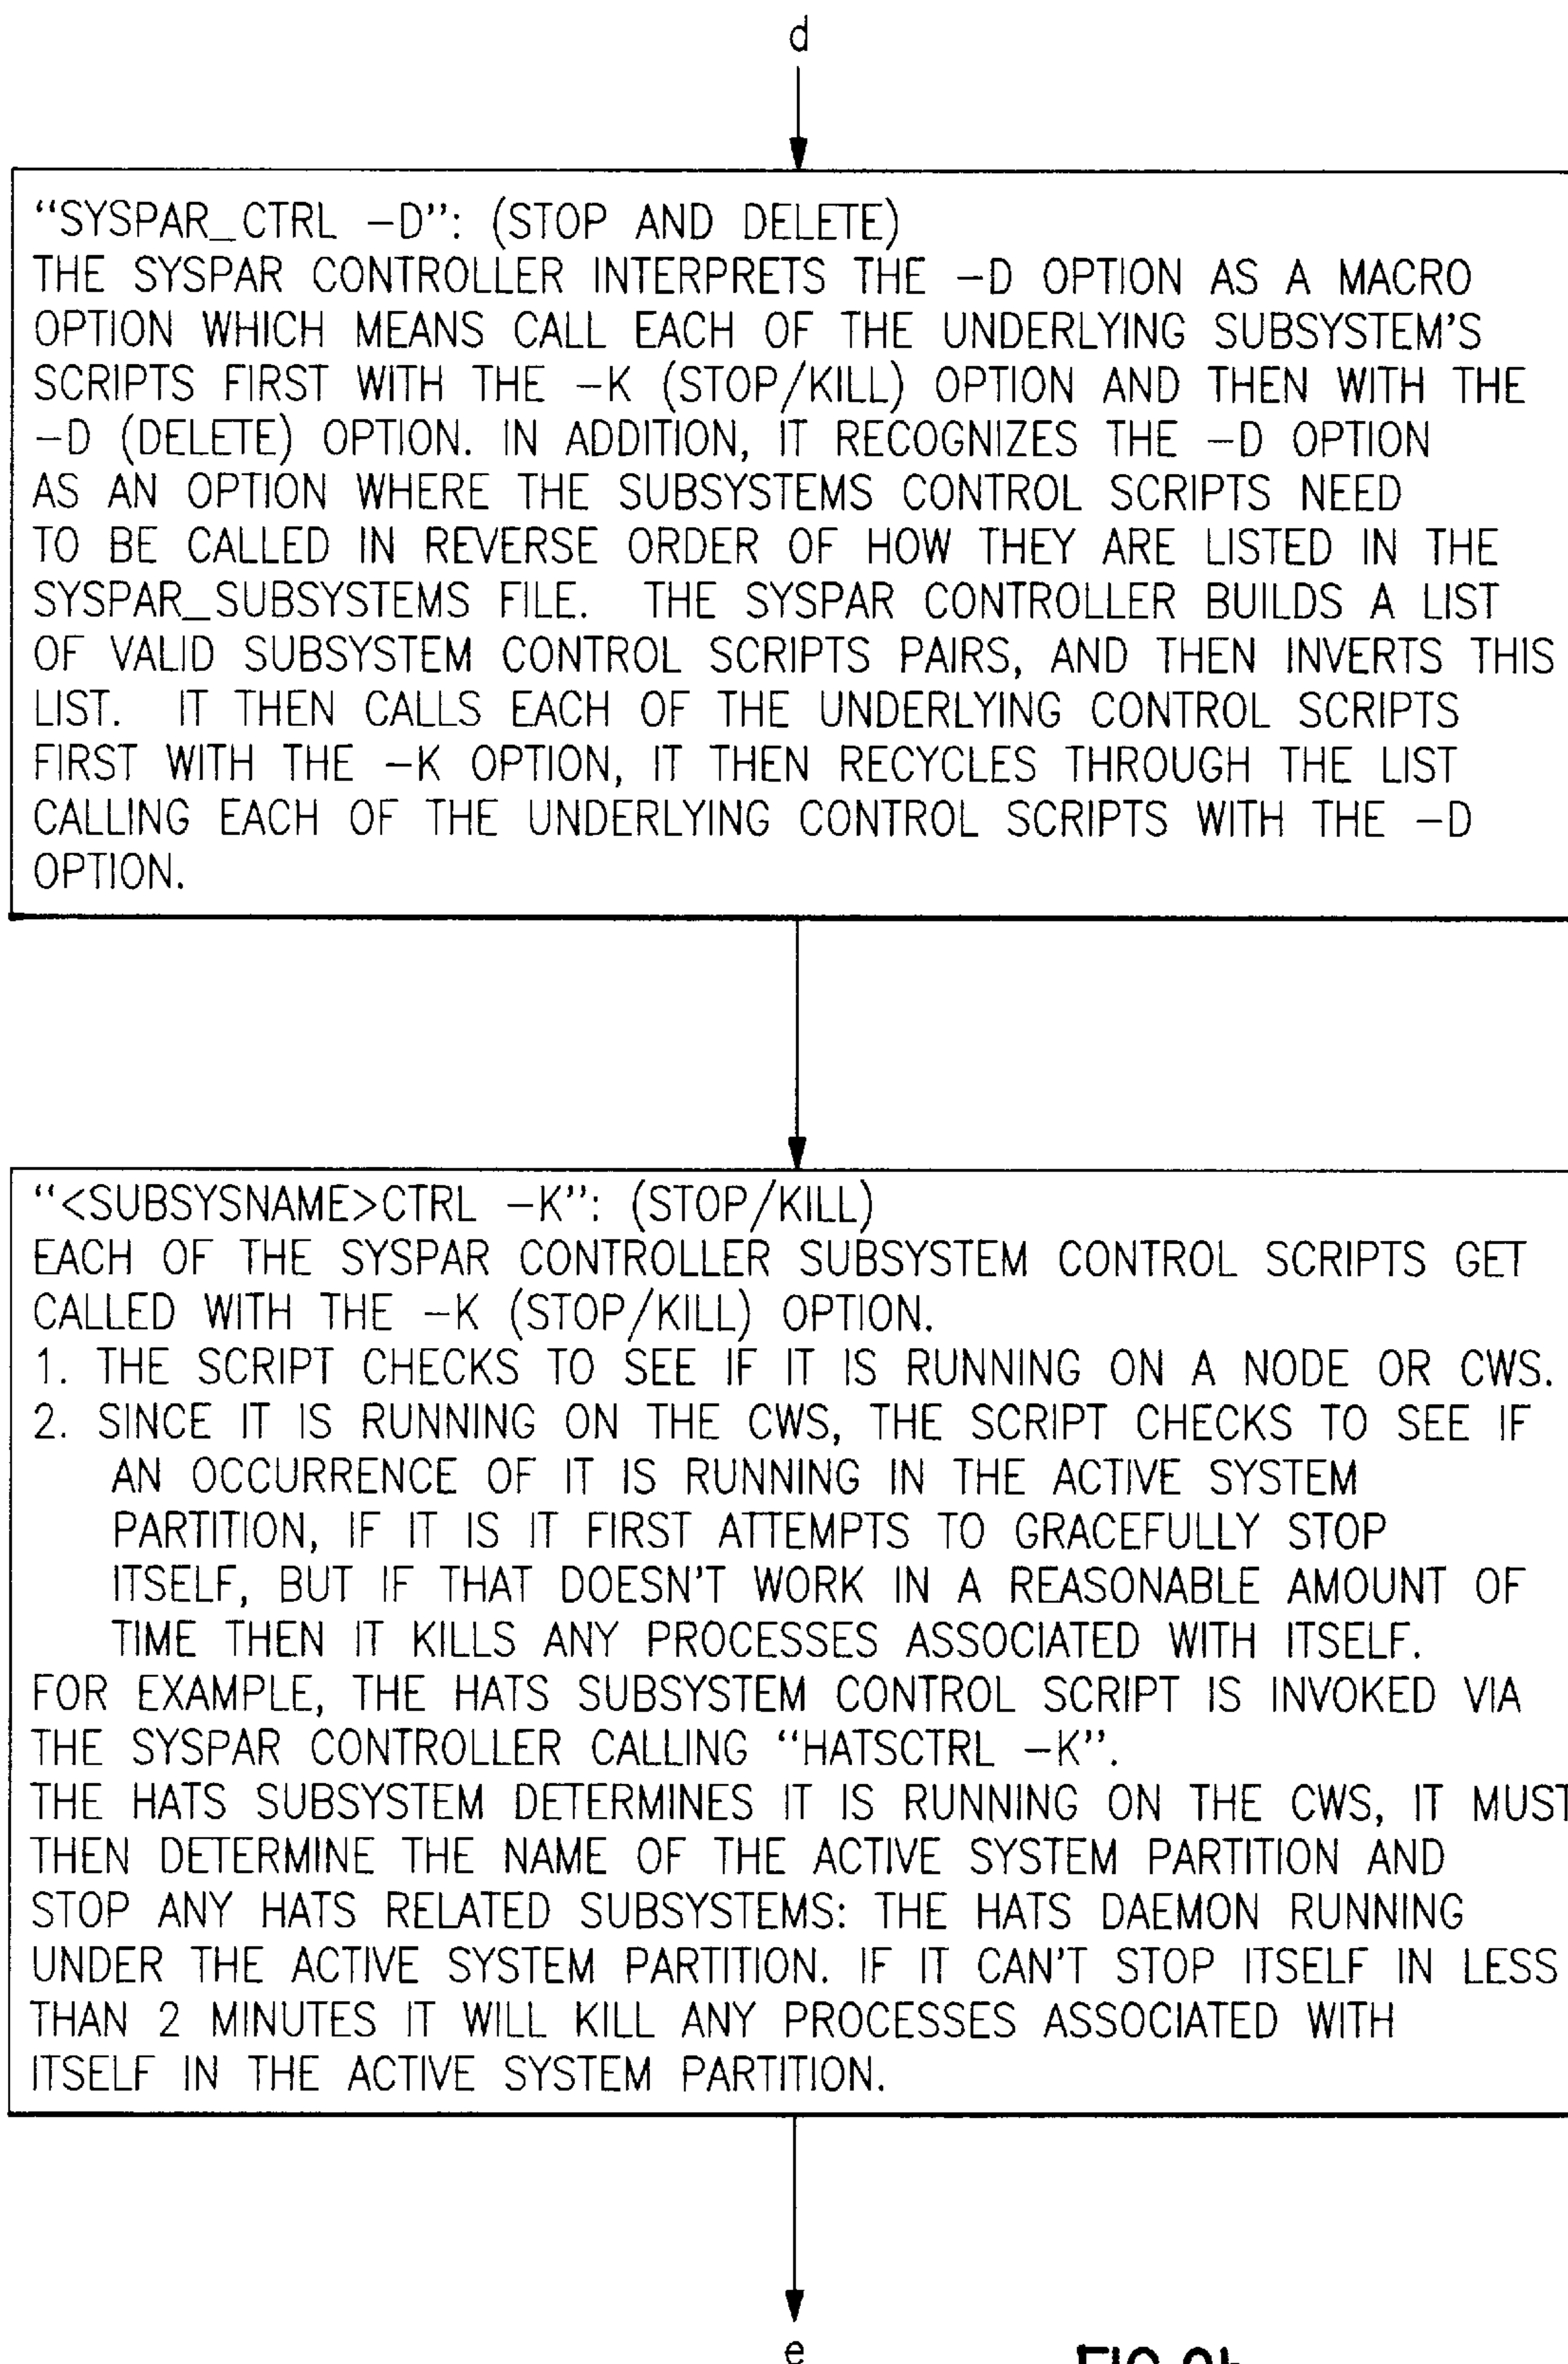 d
“SYSPAR_CTRL –D”: (STOP AND DELETE)
THE SYSPAR CONTROLLER INTERPRETS THE –D OPTION AS A MACRO
OPTION WHICH MEANS CALL EACH OF THE UNDERLYING SUBSYSTEM'S
SCRIPTS FIRST WITH THE –K (STOP/KILL) OPTION AND THEN WITH THE
–D (DELETE) OPTION. IN ADDITION, IT RECOGNIZES THE –D OPTION
AS AN OPTION WHERE THE SUBSYSTEMS CONTROL SCRIPTS NEED
TO BE CALLED IN REVERSE ORDER OF HOW THEY ARE LISTED IN THE
SYSPAR_SUBSYSTEMS FILE. THE SYSPAR CONTROLLER BUILDS A LIST
OF VALID SUBSYSTEM CONTROL SCRIPTS PAIRS, AND THEN INVERTS THIS
LIST. IT THEN CALLS EACH OF THE UNDERLYING CONTROL SCRIPTS
FIRST WITH THE –K OPTION, IT THEN RECYCLES THROUGH THE LIST
CALLING EACH OF THE UNDERLYING CONTROL SCRIPTS WITH THE –D
OPTION.
“<SUBSYSNAME>CTRL –K”: (STOP/KILL)
EACH OF THE SYSPAR CONTROLLER SUBSYSTEM CONTROL SCRIPTS GET
CALLED WITH THE –K (STOP/KILL) OPTION.
1. THE SCRIPT CHECKS TO SEE IF IT IS RUNNING ON A NODE OR CWS.
2. SINCE IT IS RUNNING ON THE CWS, THE SCRIPT CHECKS TO SEE IF
AN OCCURRENCE OF IT IS RUNNING IN THE ACTIVE SYSTEM
PARTITION, IF IT IS IT FIRST ATTEMPTS TO GRACEFULLY STOP
ITSELF, BUT IF THAT DOESN'T WORK IN A REASONABLE AMOUNT OF
TIME THEN IT KILLS ANY PROCESSES ASSOCIATED WITH ITSELF.
FOR EXAMPLE, THE HATS SUBSYSTEM CONTROL SCRIPT IS INVOKED VIA
THE SYSPAR CONTROLLER CALLING “HATSCTRL –K”.
THE HATS SUBSYSTEM DETERMINES IT IS RUNNING ON THE CWS, IT MUST
THEN DETERMINE THE NAME OF THE ACTIVE SYSTEM PARTITION AND
STOP ANY HATS RELATED SUBSYSTEMS: THE HATS DAEMON RUNNING
UNDER THE ACTIVE SYSTEM PARTITION. IF IT CAN'T STOP ITSELF IN LESS
THAN 2 MINUTES IT WILL KILL ANY PROCESSES ASSOCIATED WITH
ITSELF IN THE ACTIVE SYSTEM PARTITION.
e